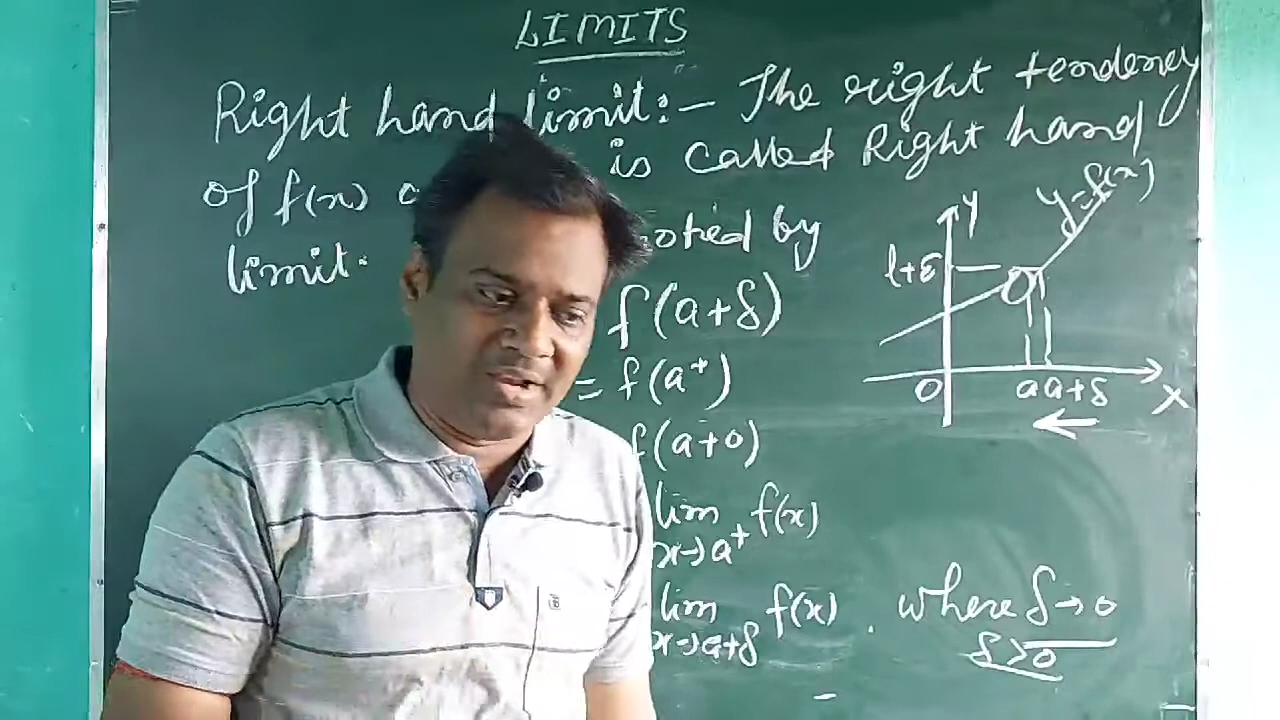 LIMITS
Right hand limit:- The right tendency
of f(x) is called Right hand
limit.
by
f(a+δ)
= f(a⁺)
f(a+0)
lim f(x)
x→a⁺
lim f(x). where δ→0
x→a+δ δ>0
y y=f(x)
l+ε
0 a a+δ X